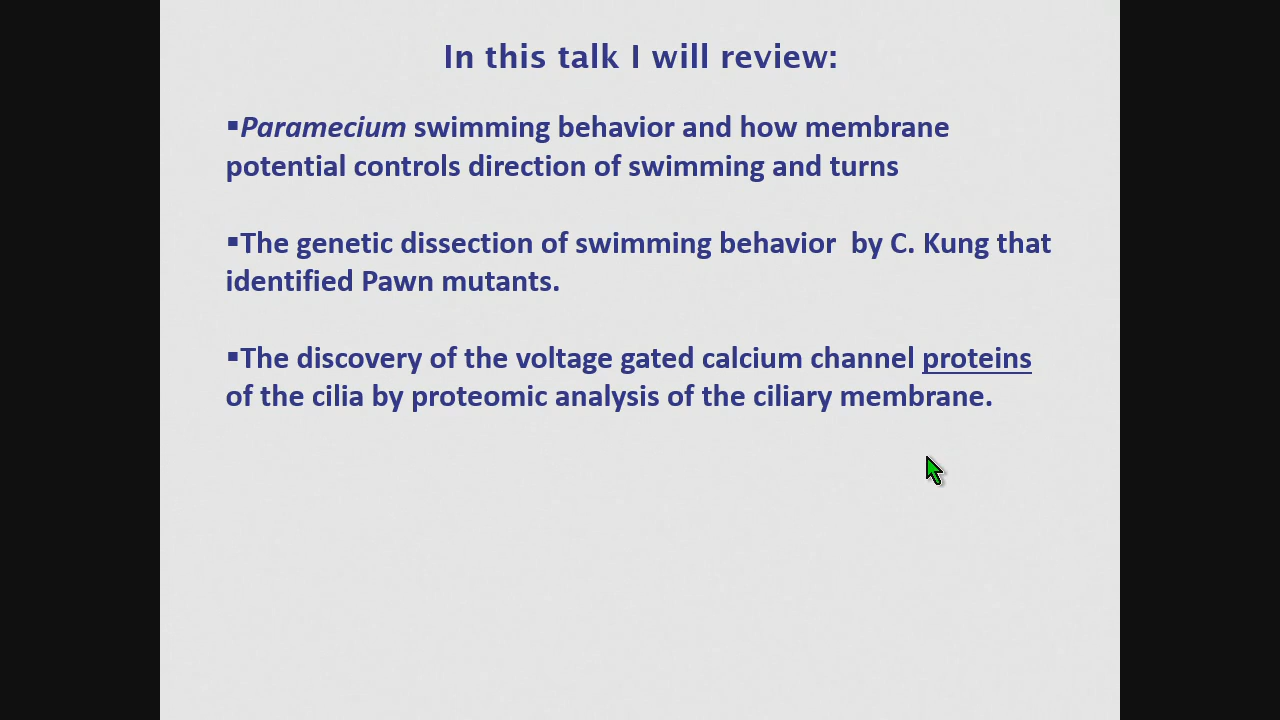 In this talk I will review:
▪Paramecium swimming behavior and how membrane
potential controls direction of swimming and turns
▪The genetic dissection of swimming behavior  by C. Kung that
identified Pawn mutants.
▪The discovery of the voltage gated calcium channel proteins
of the cilia by proteomic analysis of the ciliary membrane.